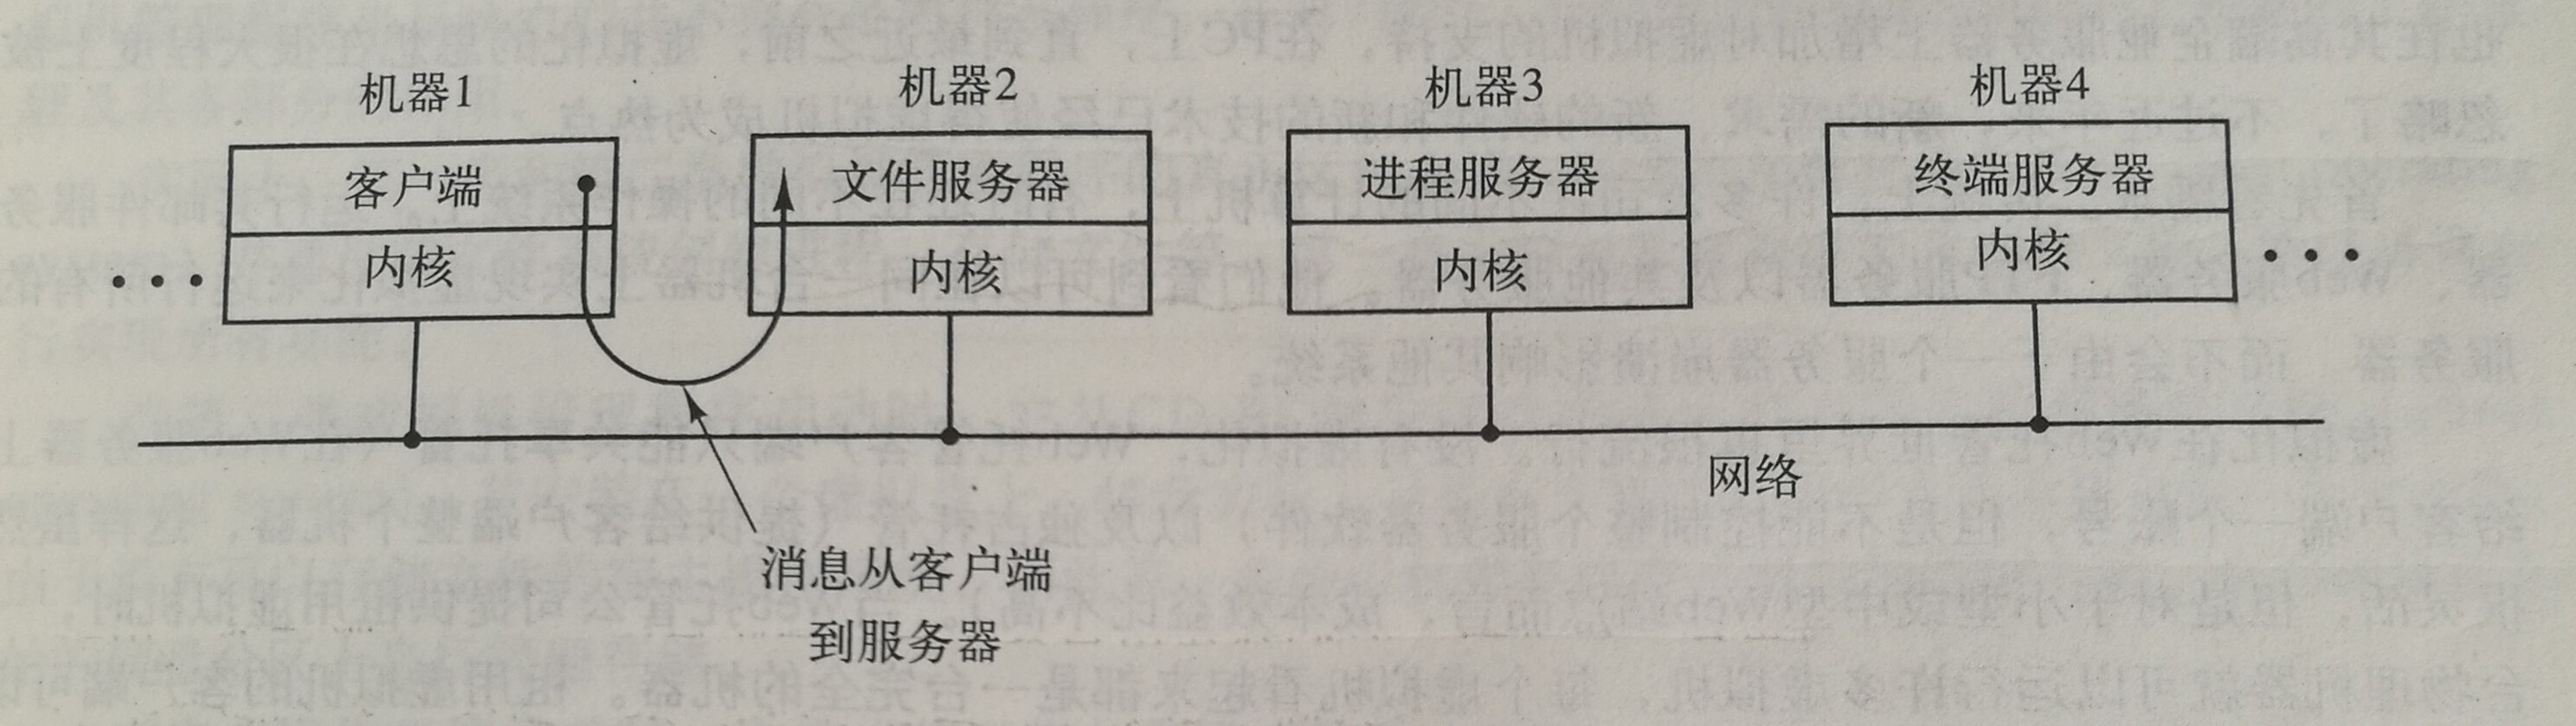 机器1 机器2 机器3 机器4
客户端 文件服务器 进程服务器 终端服务器
内核 内核 内核 内核
网络
消息从客户端
到服务器